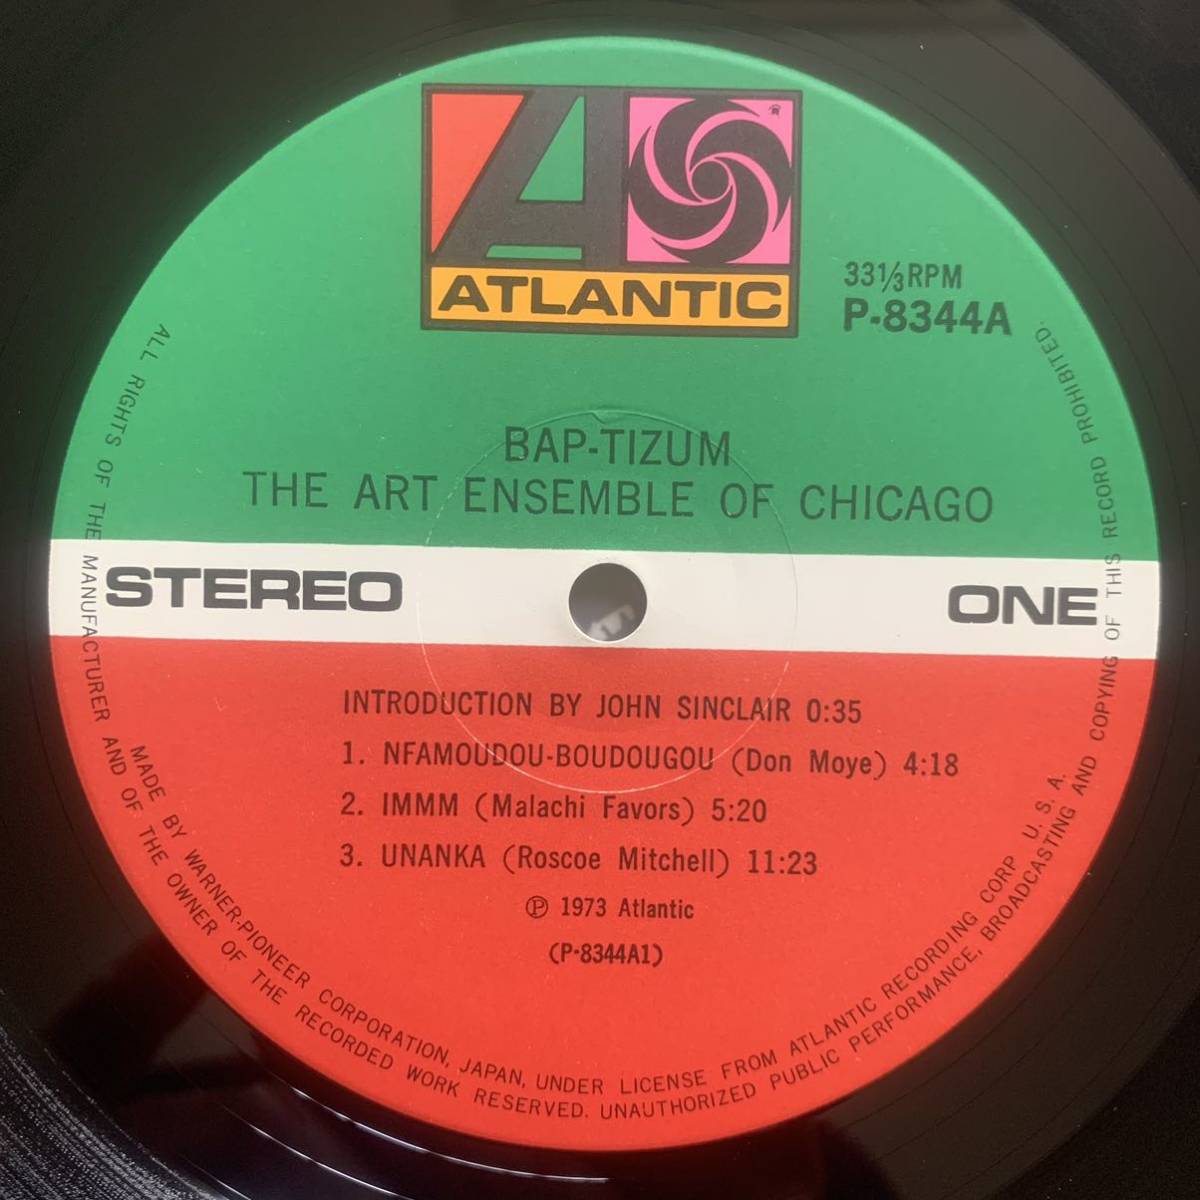 A
®
ATLANTIC
33⅓ RPM
P-8344A
BAP-TIZUM
THE ART ENSEMBLE OF CHICAGO
STEREO
ONE
INTRODUCTION BY JOHN SINCLAIR 0:35
1. NFAMOUDOU-BOUDOUGOU (Don Moye) 4:18
2. IMMM (Malachi Favors) 5:20
3. UNANKA (Roscoe Mitchell) 11:23
Ⓟ 1973 Atlantic
(P-8344A1)
MADE BY WARNER-PIONEER CORPORATION, JAPAN, UNDER LICENSE FROM ATLANTIC RECORDING CORP. U. S. A.
ALL RIGHTS OF THE MANUFACTURER AND OF THE OWNER OF THE RECORDED WORK RESERVED. UNAUTHORIZED PUBLIC PERFORMANCE, BROADCASTING AND COPYING OF THIS RECORD PROHIBITED.